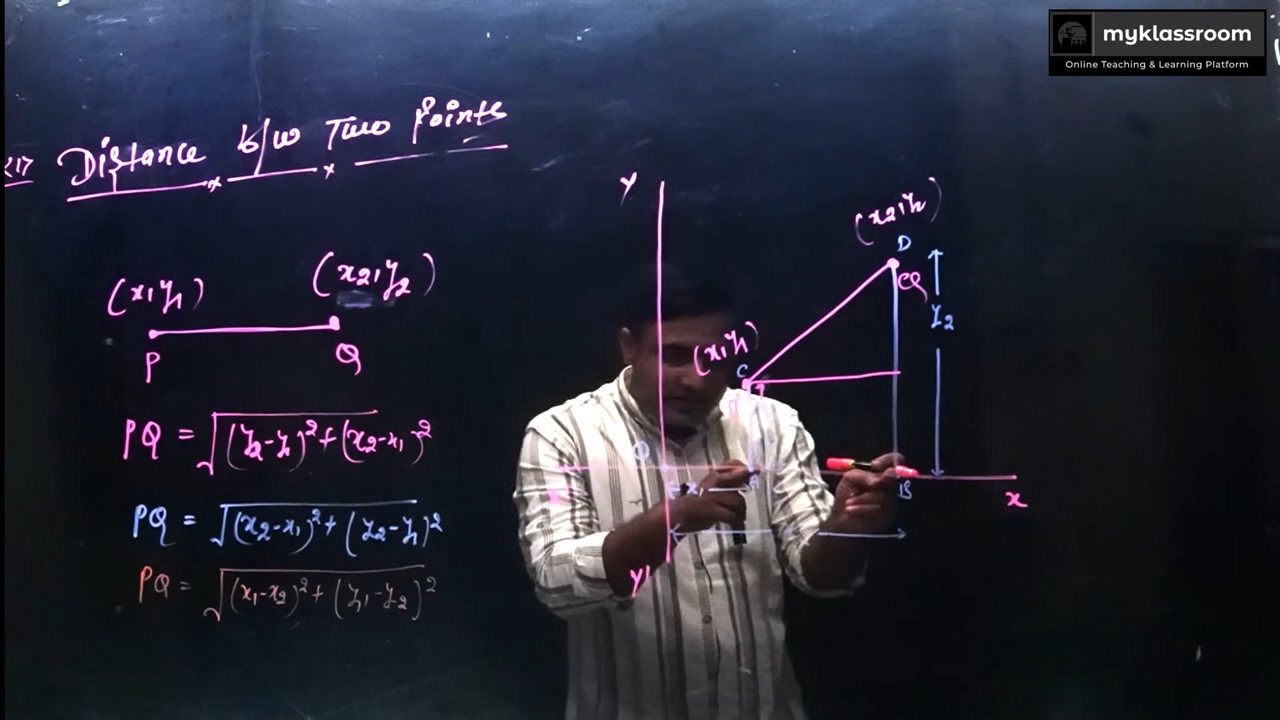 myklassroom
Online Teaching & Learning Platform
<17 Distance b/w Two Points
(x₁,y₁)
(x₂,y₂)
P
Q
PQ = √(y₂-y₁)²+(x₂-x₁)²
PQ = √(x₂-x₁)²+(y₂-y₁)²
PQ = √(x₁-x₂)²+(y₁-y₂)²
Y
(x₂,y₂)
D
Q
y₂
(x₁,y₁)
C
P
O
A
B
x
x₁
Y'